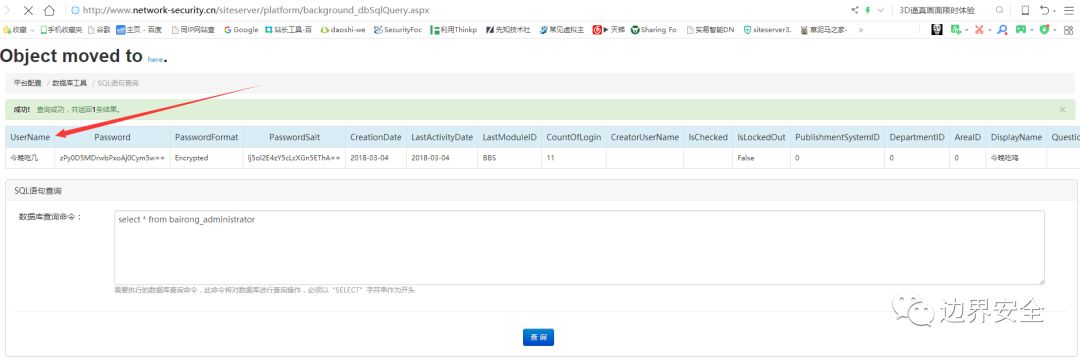 http://www.network-security.cn/siteserver/platform/background_dbSqlQuery.aspx 3D逼真画面限时体验
收藏 手机收藏夹 谷歌 主页 - 百度 同IP网站查 Google 站长工具-百 daoshi-we SecurityFoc 利用Thinkp 先知技术社 常见虚拟主 天梯 Sharing Fo 实易智能DN siteserver3. 草泥马之家- »
Object moved to here.
平台配置 / 数据库工具 / SQL语句查询
成功! 查询成功，共返回1条结果。 ×
UserName Password PasswordFormat PasswordSalt CreationDate LastActivityDate LastModuleID CountOfLogin CreatorUserName IsChecked IsLockedOut PublishmentSystemID DepartmentID AreaID DisplayName Questio
今晚吃几 zPy0D5MDrwbPxoAj0Cym5w== Encrypted lj5ol2E4zY5cLcXGn5EThA== 2018-03-04 2018-03-04 BBS 11 False 0 0 0 今晚吃鸡
SQL语句查询
数据库查询命令： select * from bairong_administrator
需要执行的数据库查询命令，此命令将对数据库进行查询操作，必须以“SELECT”字符串作为开头
边界安全
查 询